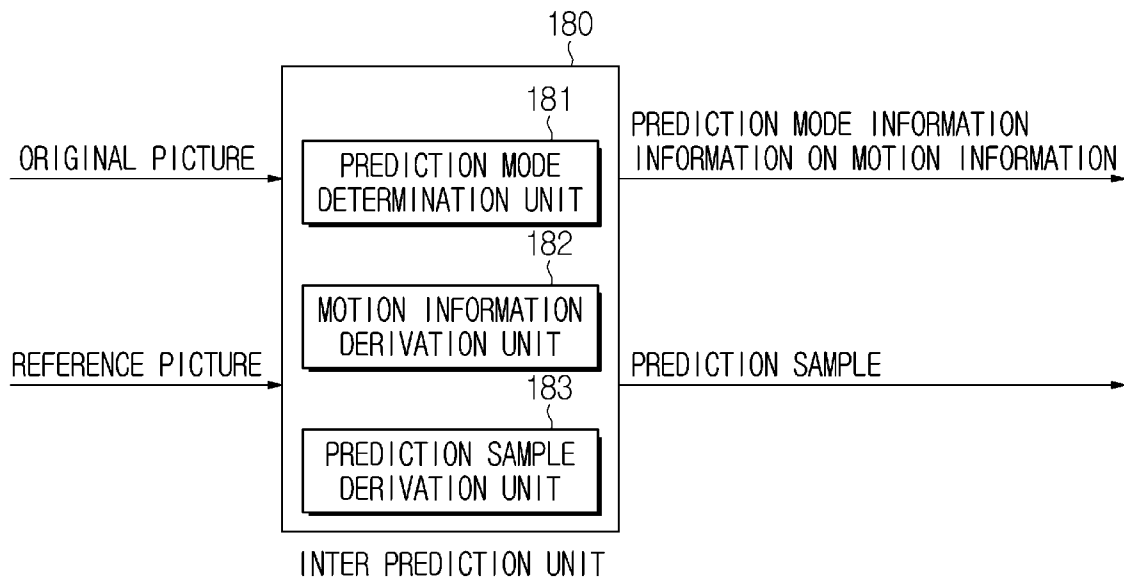 180
181
ORIGINAL PICTURE
PREDICTION MODE
DETERMINATION UNIT
PREDICTION MODE INFORMATION
INFORMATION ON MOTION INFORMATION
182
MOTION INFORMATION
DERIVATION UNIT
REFERENCE PICTURE
PREDICTION SAMPLE
183
PREDICTION SAMPLE
DERIVATION UNIT
INTER PREDICTION UNIT